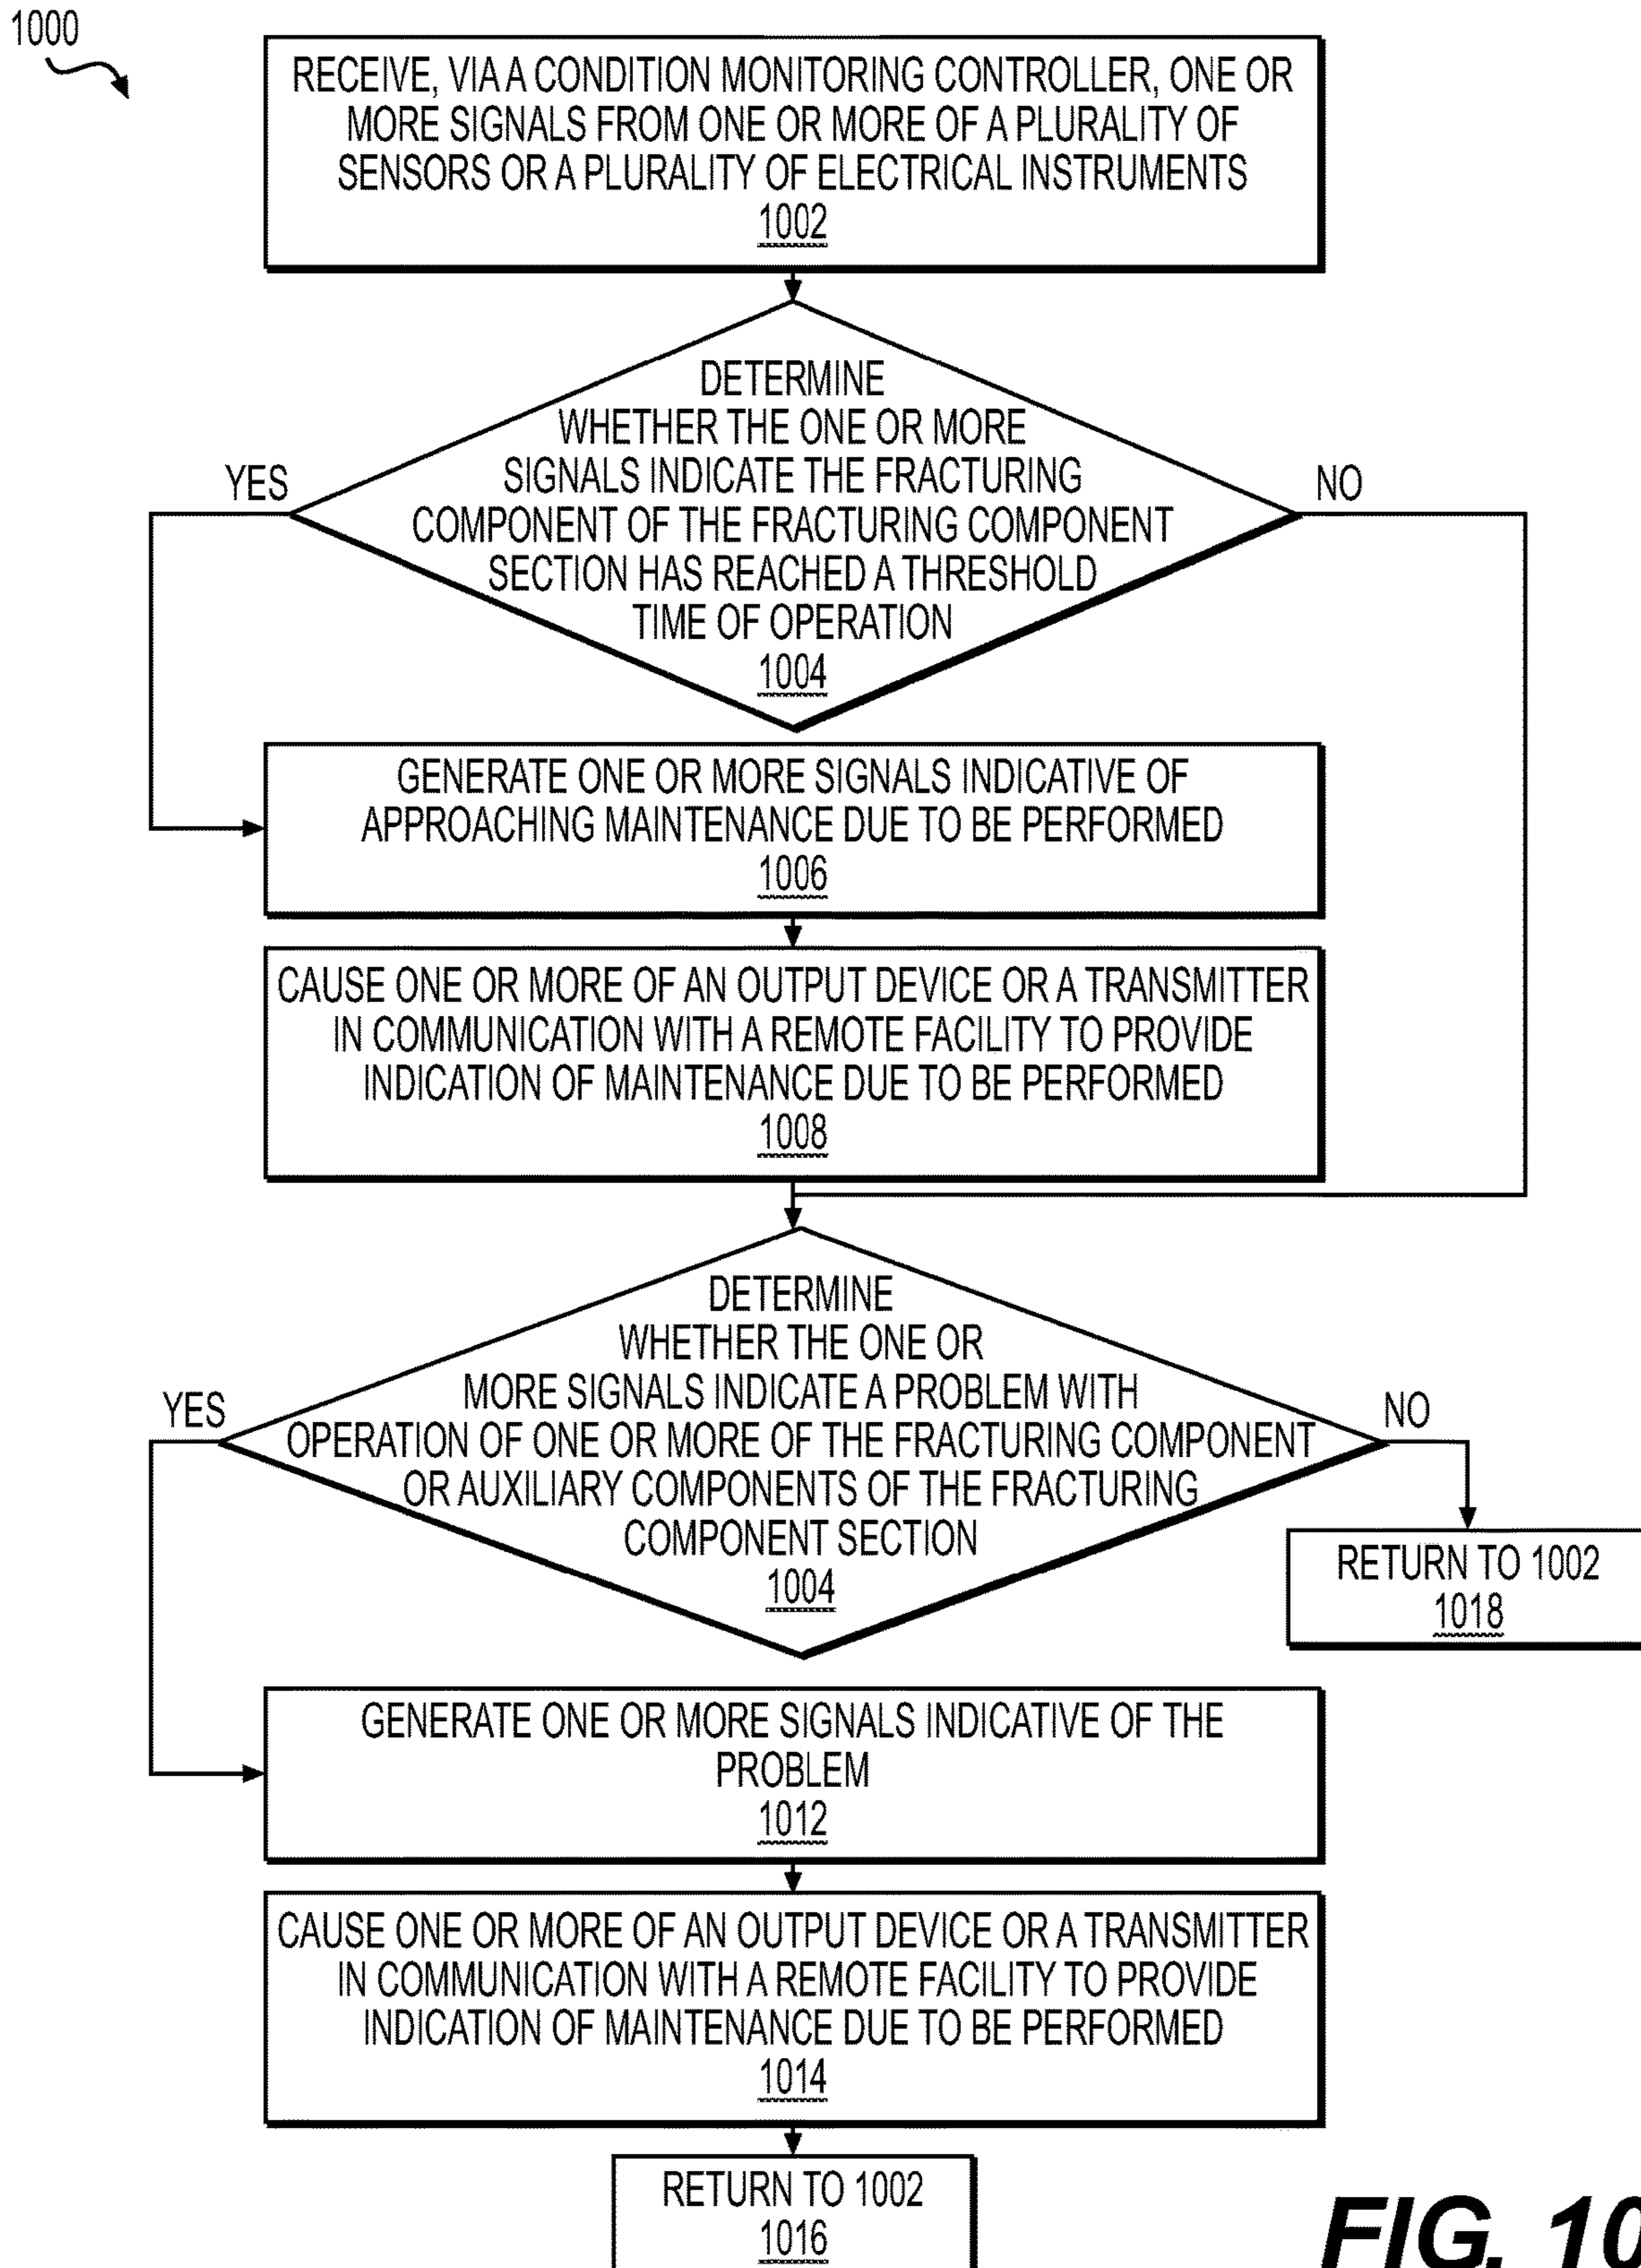 1000
RECEIVE, VIA A CONDITION MONITORING CONTROLLER, ONE OR
MORE SIGNALS FROM ONE OR MORE OF A PLURALITY OF
SENSORS OR A PLURALITY OF ELECTRICAL INSTRUMENTS
1002
DETERMINE
WHETHER THE ONE OR MORE
SIGNALS INDICATE THE FRACTURING
COMPONENT OF THE FRACTURING COMPONENT
SECTION HAS REACHED A THRESHOLD
TIME OF OPERATION
1004
YES
NO
GENERATE ONE OR MORE SIGNALS INDICATIVE OF
APPROACHING MAINTENANCE DUE TO BE PERFORMED
1006
CAUSE ONE OR MORE OF AN OUTPUT DEVICE OR A TRANSMITTER
IN COMMUNICATION WITH A REMOTE FACILITY TO PROVIDE
INDICATION OF MAINTENANCE DUE TO BE PERFORMED
1008
DETERMINE
WHETHER THE ONE OR
MORE SIGNALS INDICATE A PROBLEM WITH
OPERATION OF ONE OR MORE OF THE FRACTURING COMPONENT
OR AUXILIARY COMPONENTS OF THE FRACTURING
COMPONENT SECTION
1004
YES
NO
RETURN TO 1002
1018
GENERATE ONE OR MORE SIGNALS INDICATIVE OF THE
PROBLEM
1012
CAUSE ONE OR MORE OF AN OUTPUT DEVICE OR A TRANSMITTER
IN COMMUNICATION WITH A REMOTE FACILITY TO PROVIDE
INDICATION OF MAINTENANCE DUE TO BE PERFORMED
1014
RETURN TO 1002
1016
FIG. 10